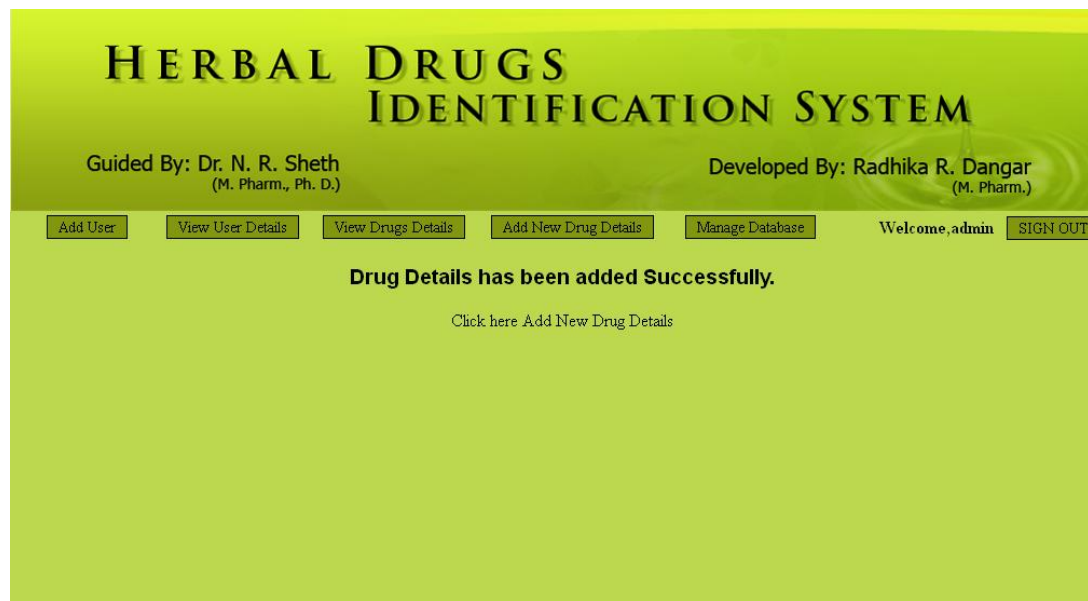 HERBAL DRUGS
IDENTIFICATION SYSTEM
Guided By: Dr. N. R. Sheth
(M. Pharm., Ph. D.)
Developed By: Radhika R. Dangar
(M. Pharm.)
Add User View User Details View Drugs Details Add New Drug Details Manage Database Welcome,admin SIGN OUT
Drug Details has been added Successfully.
Click here Add New Drug Details